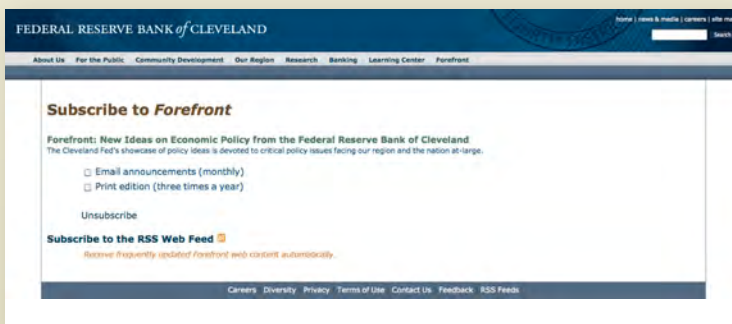 home | news & media | careers | site ma
FEDERAL RESERVE BANK of CLEVELAND
Search
About Us For the Public Community Development Our Region Research Banking Learning Center Forefront
Subscribe to Forefront
Forefront: New Ideas on Economic Policy from the Federal Reserve Bank of Cleveland
The Cleveland Fed's showcase of policy ideas is devoted to critical policy issues facing our region and the nation at-large.
Email announcements (monthly)
Print edition (three times a year)
Unsubscribe
Subscribe to the RSS Web Feed
Receive frequently updated Forefront web content automatically.
Careers Diversity Privacy Terms of Use Contact Us Feedback RSS Feeds